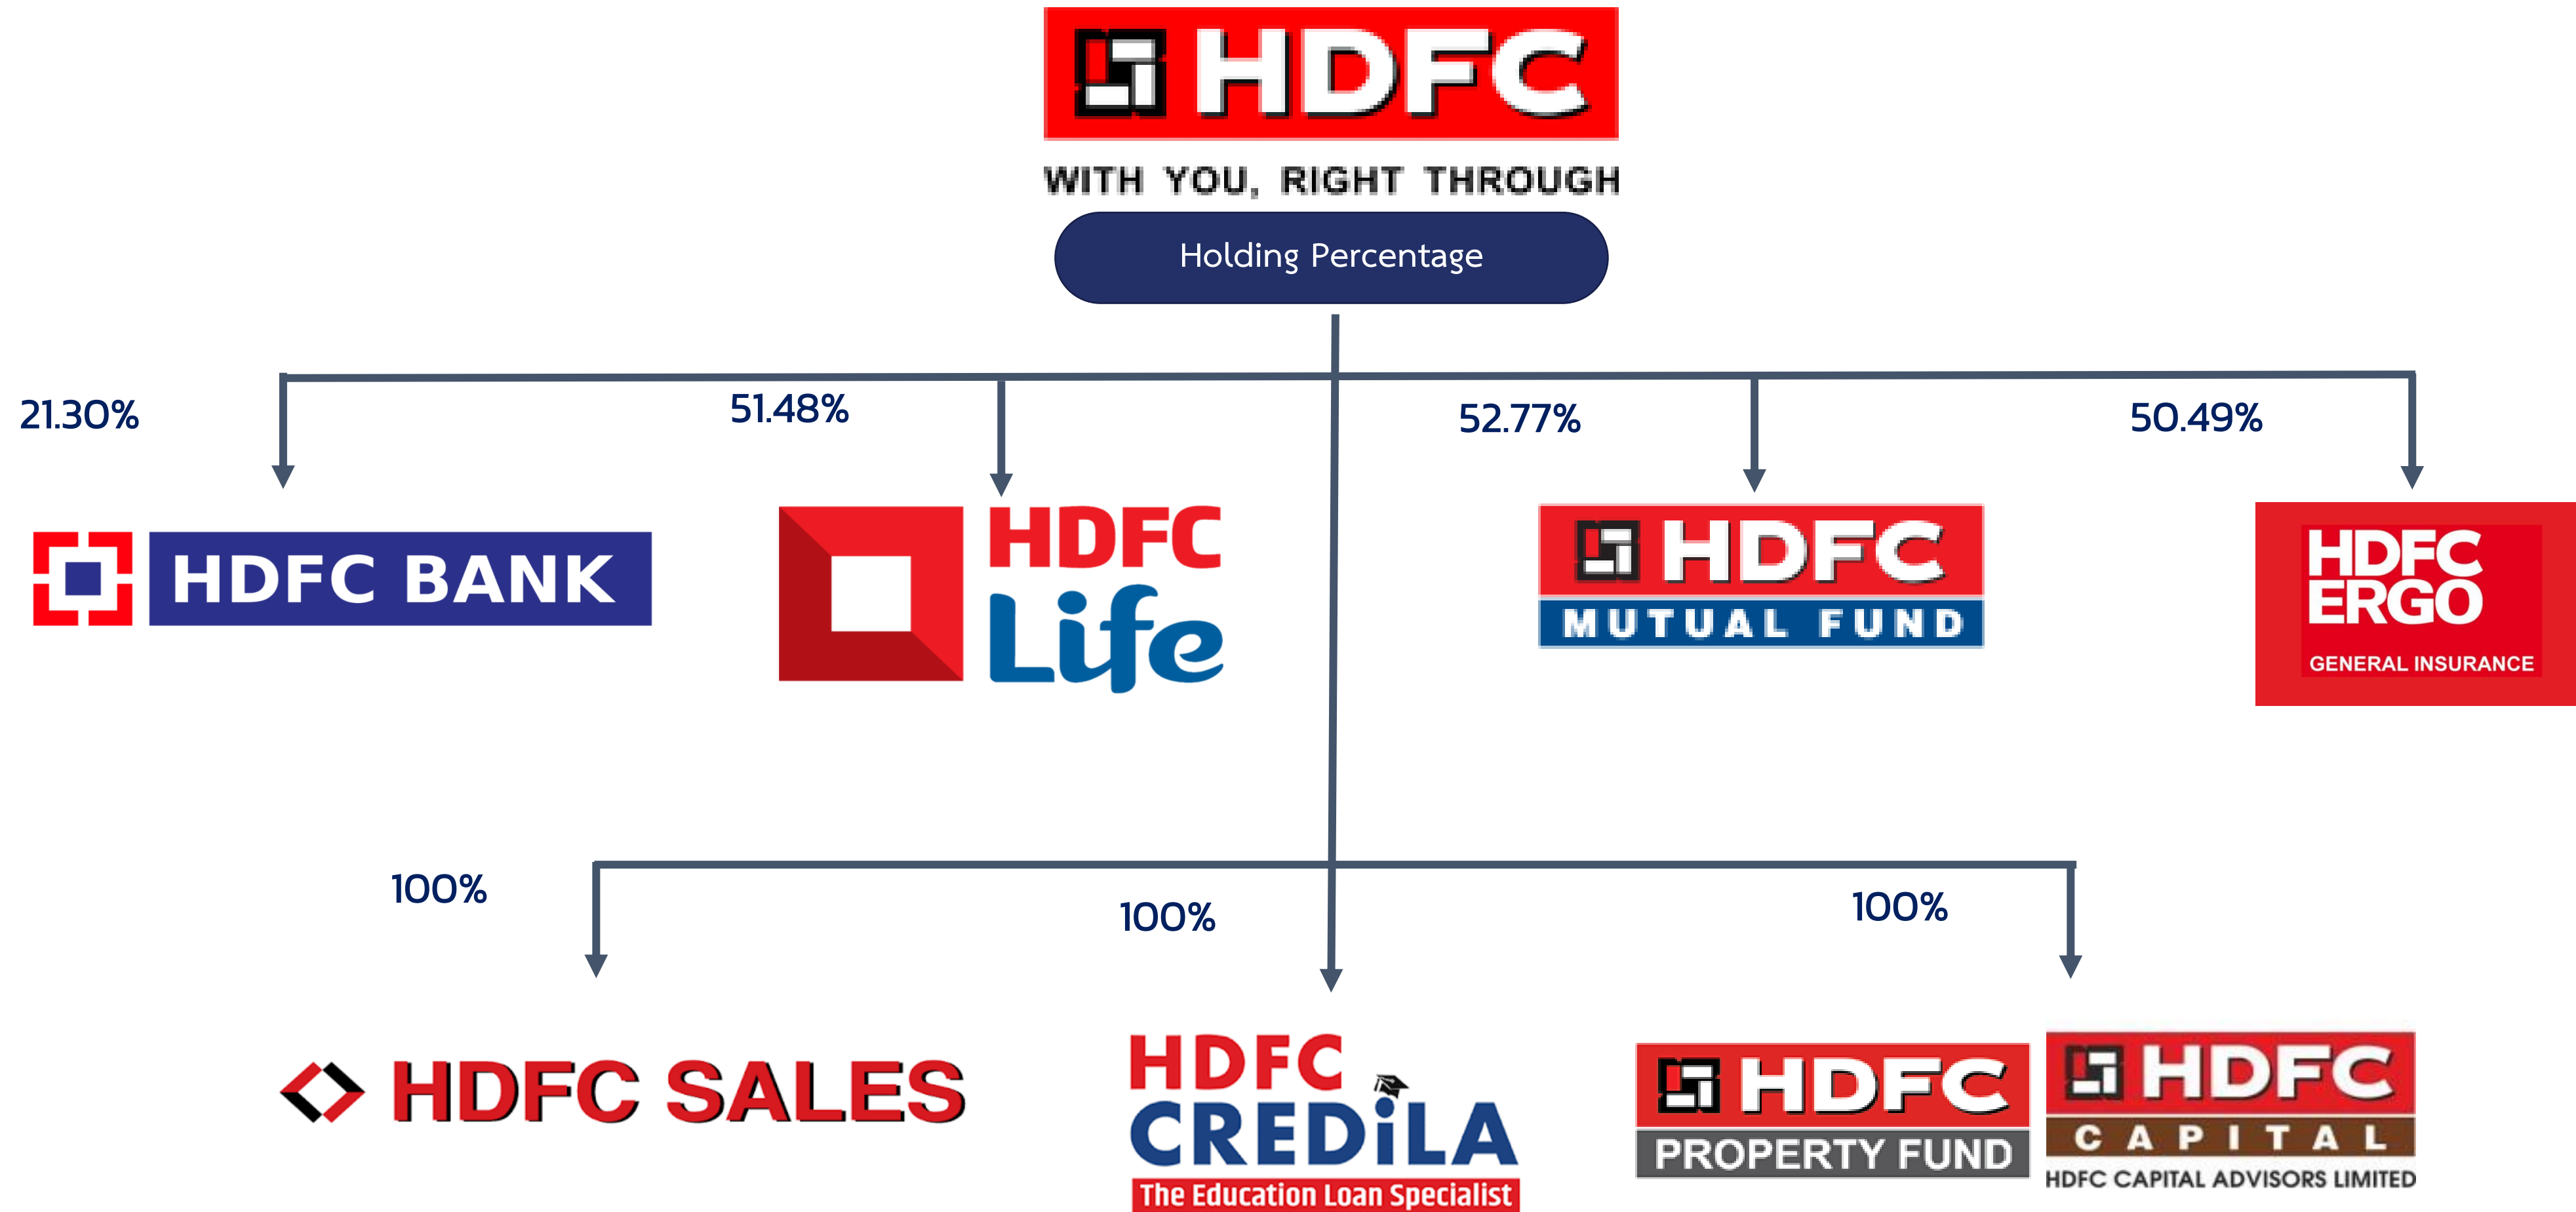 HDFC
WITH YOU, RIGHT THROUGH
Holding Percentage
21.30%
51.48%
52.77%
50.49%
HDFC BANK
HDFC
Life
HDFC
MUTUAL FUND
HDFC
ERGO
GENERAL INSURANCE
100%
100%
100%
HDFC SALES
HDFC
CREDiLA
The Education Loan Specialist
HDFC
PROPERTY FUND
HDFC
CAPITAL
HDFC CAPITAL ADVISORS LIMITED